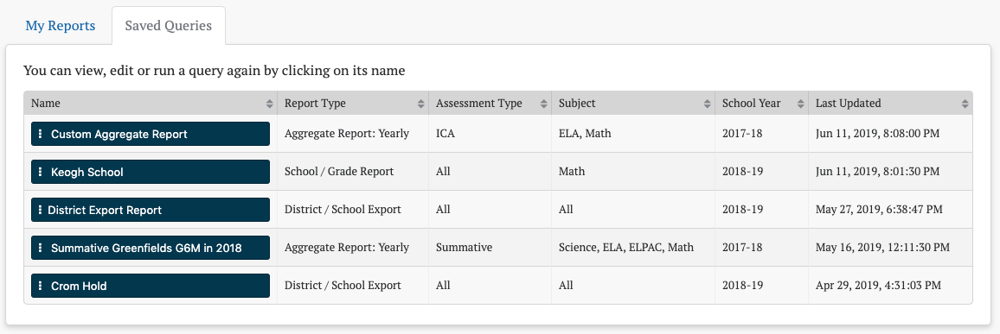 My Reports Saved Queries
You can view, edit or run a query again by clicking on its name
Name Report Type Assessment Type Subject School Year Last Updated
Custom Aggregate Report Aggregate Report: Yearly ICA ELA, Math 2017-18 Jun 11, 2019, 8:08:00 PM
Keogh School School / Grade Report All Math 2018-19 Jun 11, 2019, 8:01:30 PM
District Export Report District / School Export All All 2018-19 May 27, 2019, 6:38:47 PM
Summative Greenfields G6M in 2018 Aggregate Report: Yearly Summative Science, ELA, ELPAC, Math 2017-18 May 16, 2019, 12:11:30 PM
Crom Hold District / School Export All All 2018-19 Apr 29, 2019, 4:31:03 PM